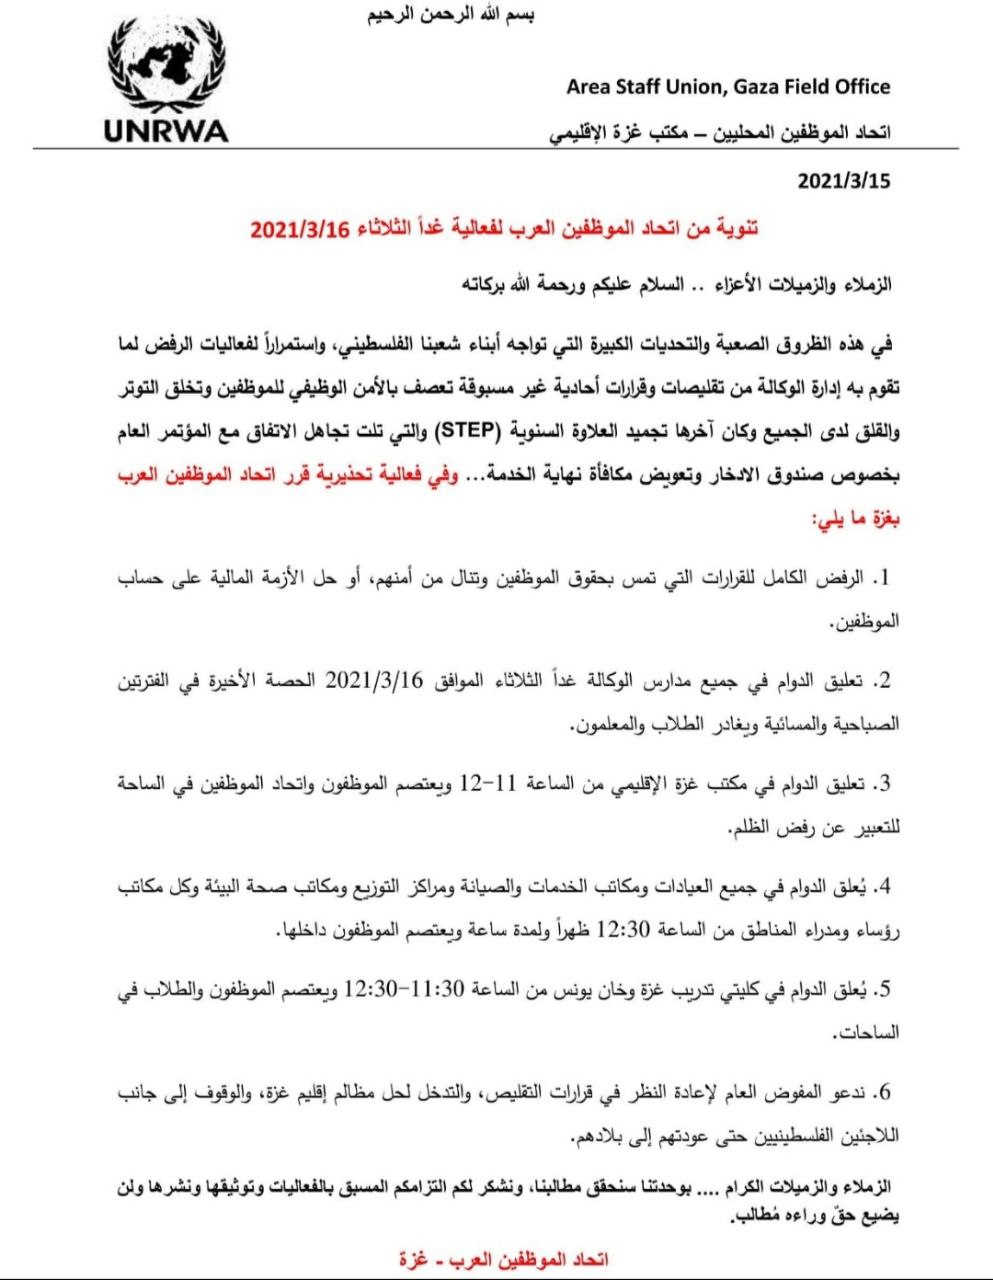 بسم الله الرحمن الرحيم
UNRWA
Area Staff Union, Gaza Field Office
اتحاد الموظفين المحليين – مكتب غزة الإقليمي
2021/3/15
تنوية من اتحاد الموظفين العرب لفعالية غداً الثلاثاء 2021/3/16
الزملاء والزميلات الأعزاء .. السلام عليكم ورحمة الله بركاته
في هذه الظروق الصعبة والتحديات الكبيرة التي تواجه أبناء شعبنا الفلسطيني، واستمراراً لفعاليات الرفض لما
تقوم به إدارة الوكالة من تقليصات وقرارات أحادية غير مسبوقة تعصف بالأمن الوظيفي للموظفين وتخلق التوتر
والقلق لدى الجميع وكان آخرها تجميد العلاوة السنوية (STEP) والتي تلت تجاهل الاتفاق مع المؤتمر العام
بخصوص صندوق الادخار وتعويض مكافأة نهاية الخدمة... وفي فعالية تحذيرية قرر اتحاد الموظفين العرب
بغزة ما يلي:
1. الرفض الكامل للقرارات التي تمس بحقوق الموظفين وتنال من أمنهم، أو حل الأزمة المالية على حساب
الموظفين.
2. تعليق الدوام في جميع مدارس الوكالة غداً الثلاثاء الموافق 2021/3/16 الحصة الأخيرة في الفترتين
الصباحية والمسائية ويغادر الطلاب والمعلمون.
3. تعليق الدوام في مكتب غزة الإقليمي من الساعة 11-12 ويعتصم الموظفون واتحاد الموظفين في الساحة
للتعبير عن رفض الظلم.
4. يُعلق الدوام في جميع العيادات ومكاتب الخدمات والصيانة ومراكز التوزيع ومكاتب صحة البيئة وكل مكاتب
رؤساء ومدراء المناطق من الساعة 12:30 ظهراً ولمدة ساعة ويعتصم الموظفون داخلها.
5. يُعلق الدوام في كليتي تدريب غزة وخان يونس من الساعة 11:30-12:30 ويعتصم الموظفون والطلاب في
الساحات.
6. ندعو المفوض العام لإعادة النظر في قرارات التقليص، والتدخل لحل مظالم إقليم غزة، والوقوف إلى جانب
اللاجئين الفلسطينيين حتى عودتهم إلى بلادهم.
الزملاء والزميلات الكرام .... بوحدتنا سنحقق مطالبنا، ونشكر لكم التزامكم المسبق بالفعاليات وتوثيقها ونشرها ولن
يضيع حقّ وراءه مُطالب.
اتحاد الموظفين العرب - غزة